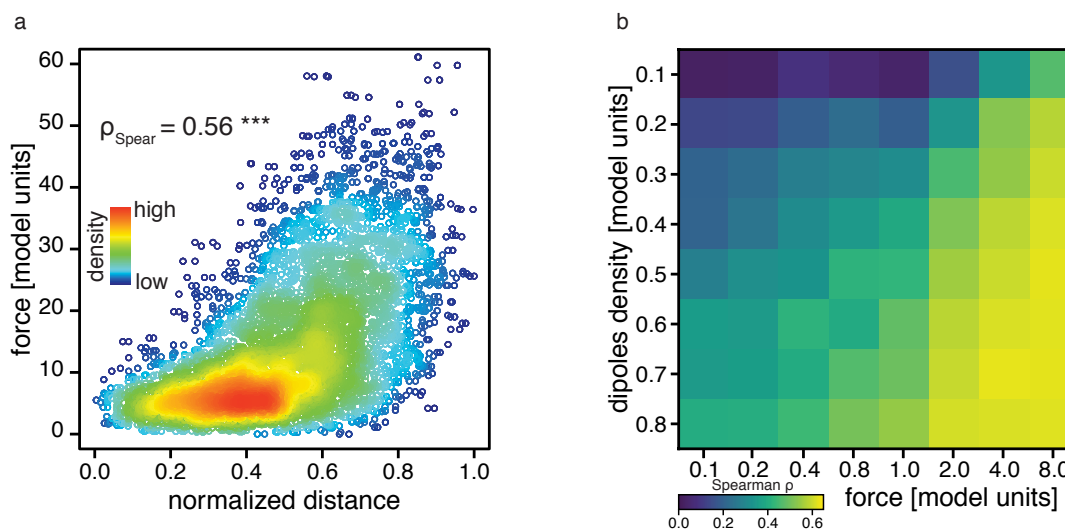 a
force [model units]
60
50
40
30
20
10
0
ρSpear = 0.56 ***
density
high
low
0.0 0.2 0.4 0.6 0.8 1.0
normalized distance
b
dipoles density [model units]
0.1
0.2
0.3
0.4
0.5
0.6
0.7
0.8
0.1 0.2 0.4 0.8 1.0 2.0 4.0 8.0
Spearman ρ
0.0 0.2 0.4 0.6
force [model units]